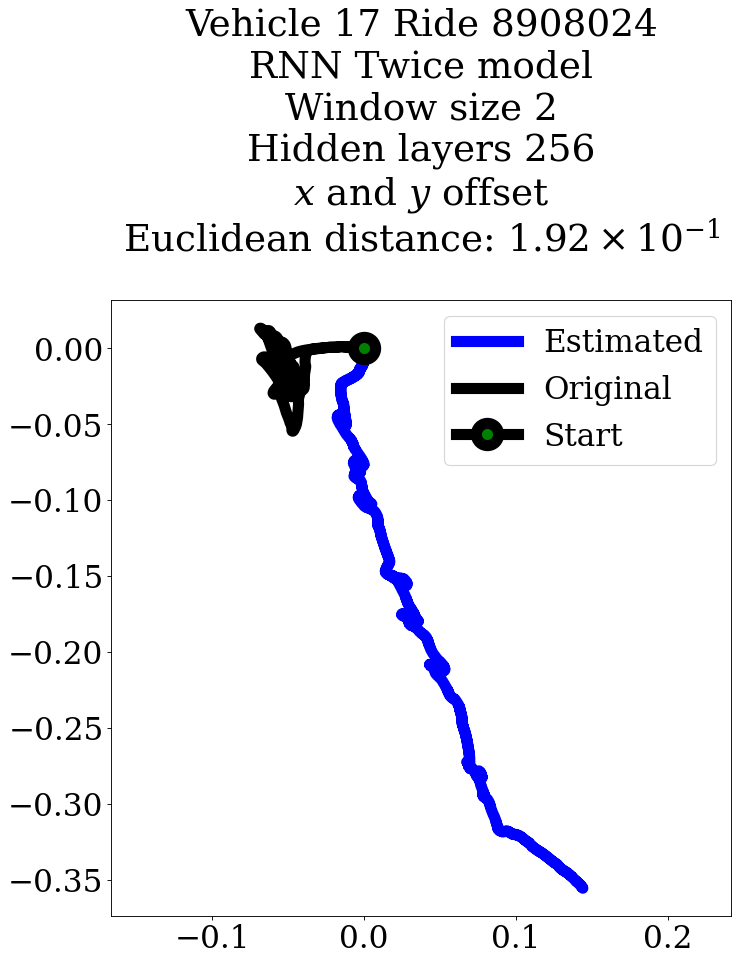 Vehicle 17 Ride 8908024
RNN Twice model
Window size 2
Hidden layers 256
x and y offset
Euclidean distance: 1.92 × 10⁻¹
Estimated
Original
Start
0.00
−0.05
−0.10
−0.15
−0.20
−0.25
−0.30
−0.35
−0.1 0.0 0.1 0.2